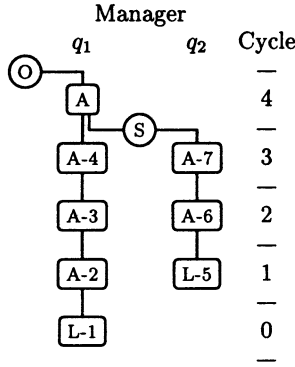 Manager
q1 q2 Cycle
O
A 4
S
A-4 A-7 3
A-3 A-6 2
A-2 L-5 1
L-1 0